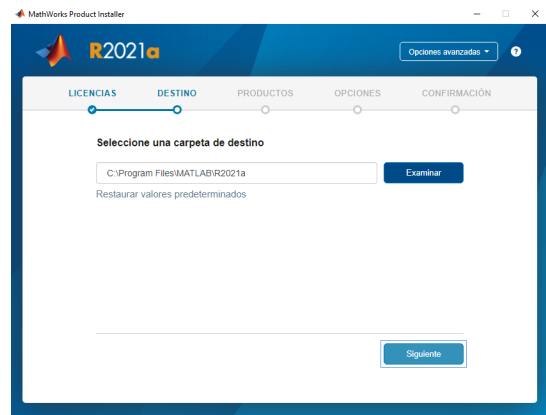 MathWorks Product Installer
R2021a
Opciones avanzadas
?
LICENCIAS DESTINO PRODUCTOS OPCIONES CONFIRMACIÓN
Seleccione una carpeta de destino
C:\Program Files\MATLAB\R2021a
Examinar
Restaurar valores predeterminados
Siguiente